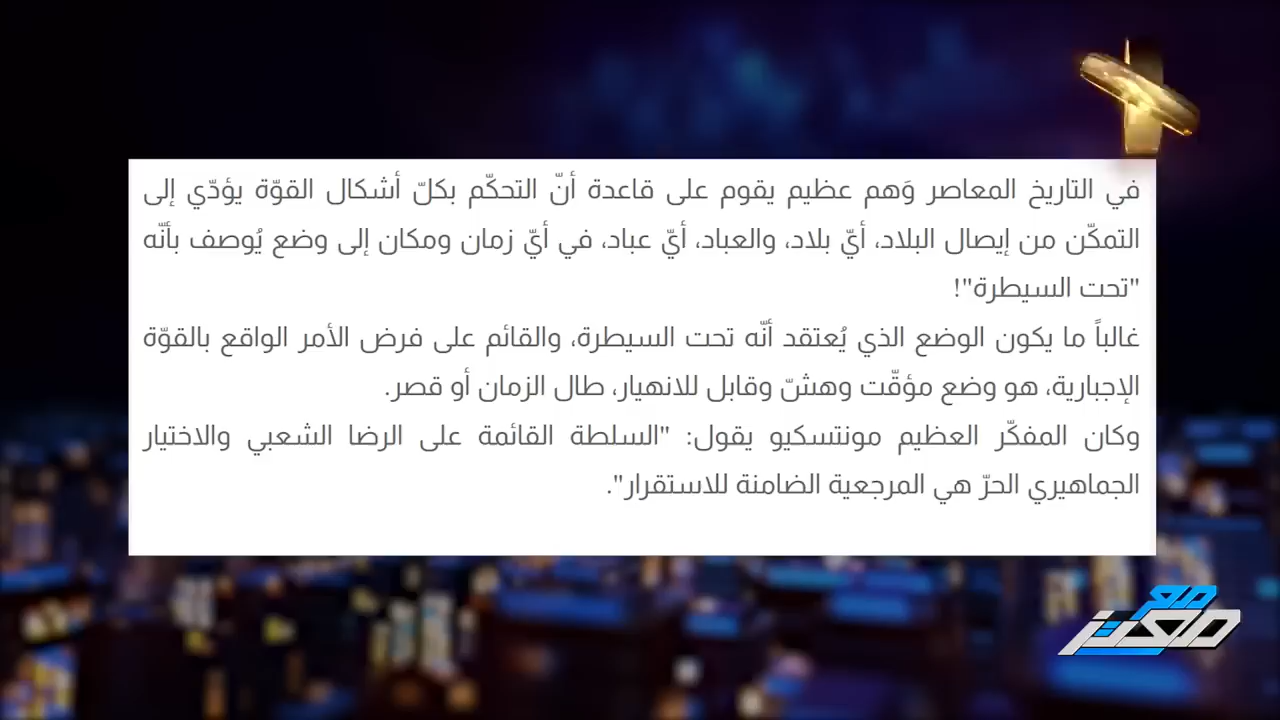 في التاريخ المعاصر وَهم عظيم يقوم على قاعدة أنّ التحكّم بكلّ أشكال القوّة يؤدّي إلى
التمكّن من إيصال البلاد، أيّ بلاد، والعباد، أيّ عباد، في أيّ زمان ومكان إلى وضع يُوصف بأنّه
"تحت السيطرة"!
غالباً ما يكون الوضع الذي يُعتقد أنّه تحت السيطرة، والقائم على فرض الأمر الواقع بالقوّة
الإجبارية، هو وضع مؤقّت وهشّ وقابل للانهيار، طال الزمان أو قصر.
وكان المفكّر العظيم مونتسكيو يقول: "السلطة القائمة على الرضا الشعبي والاختيار
الجماهيري الحرّ هي المرجعية الضامنة للاستقرار".
مع
معتز